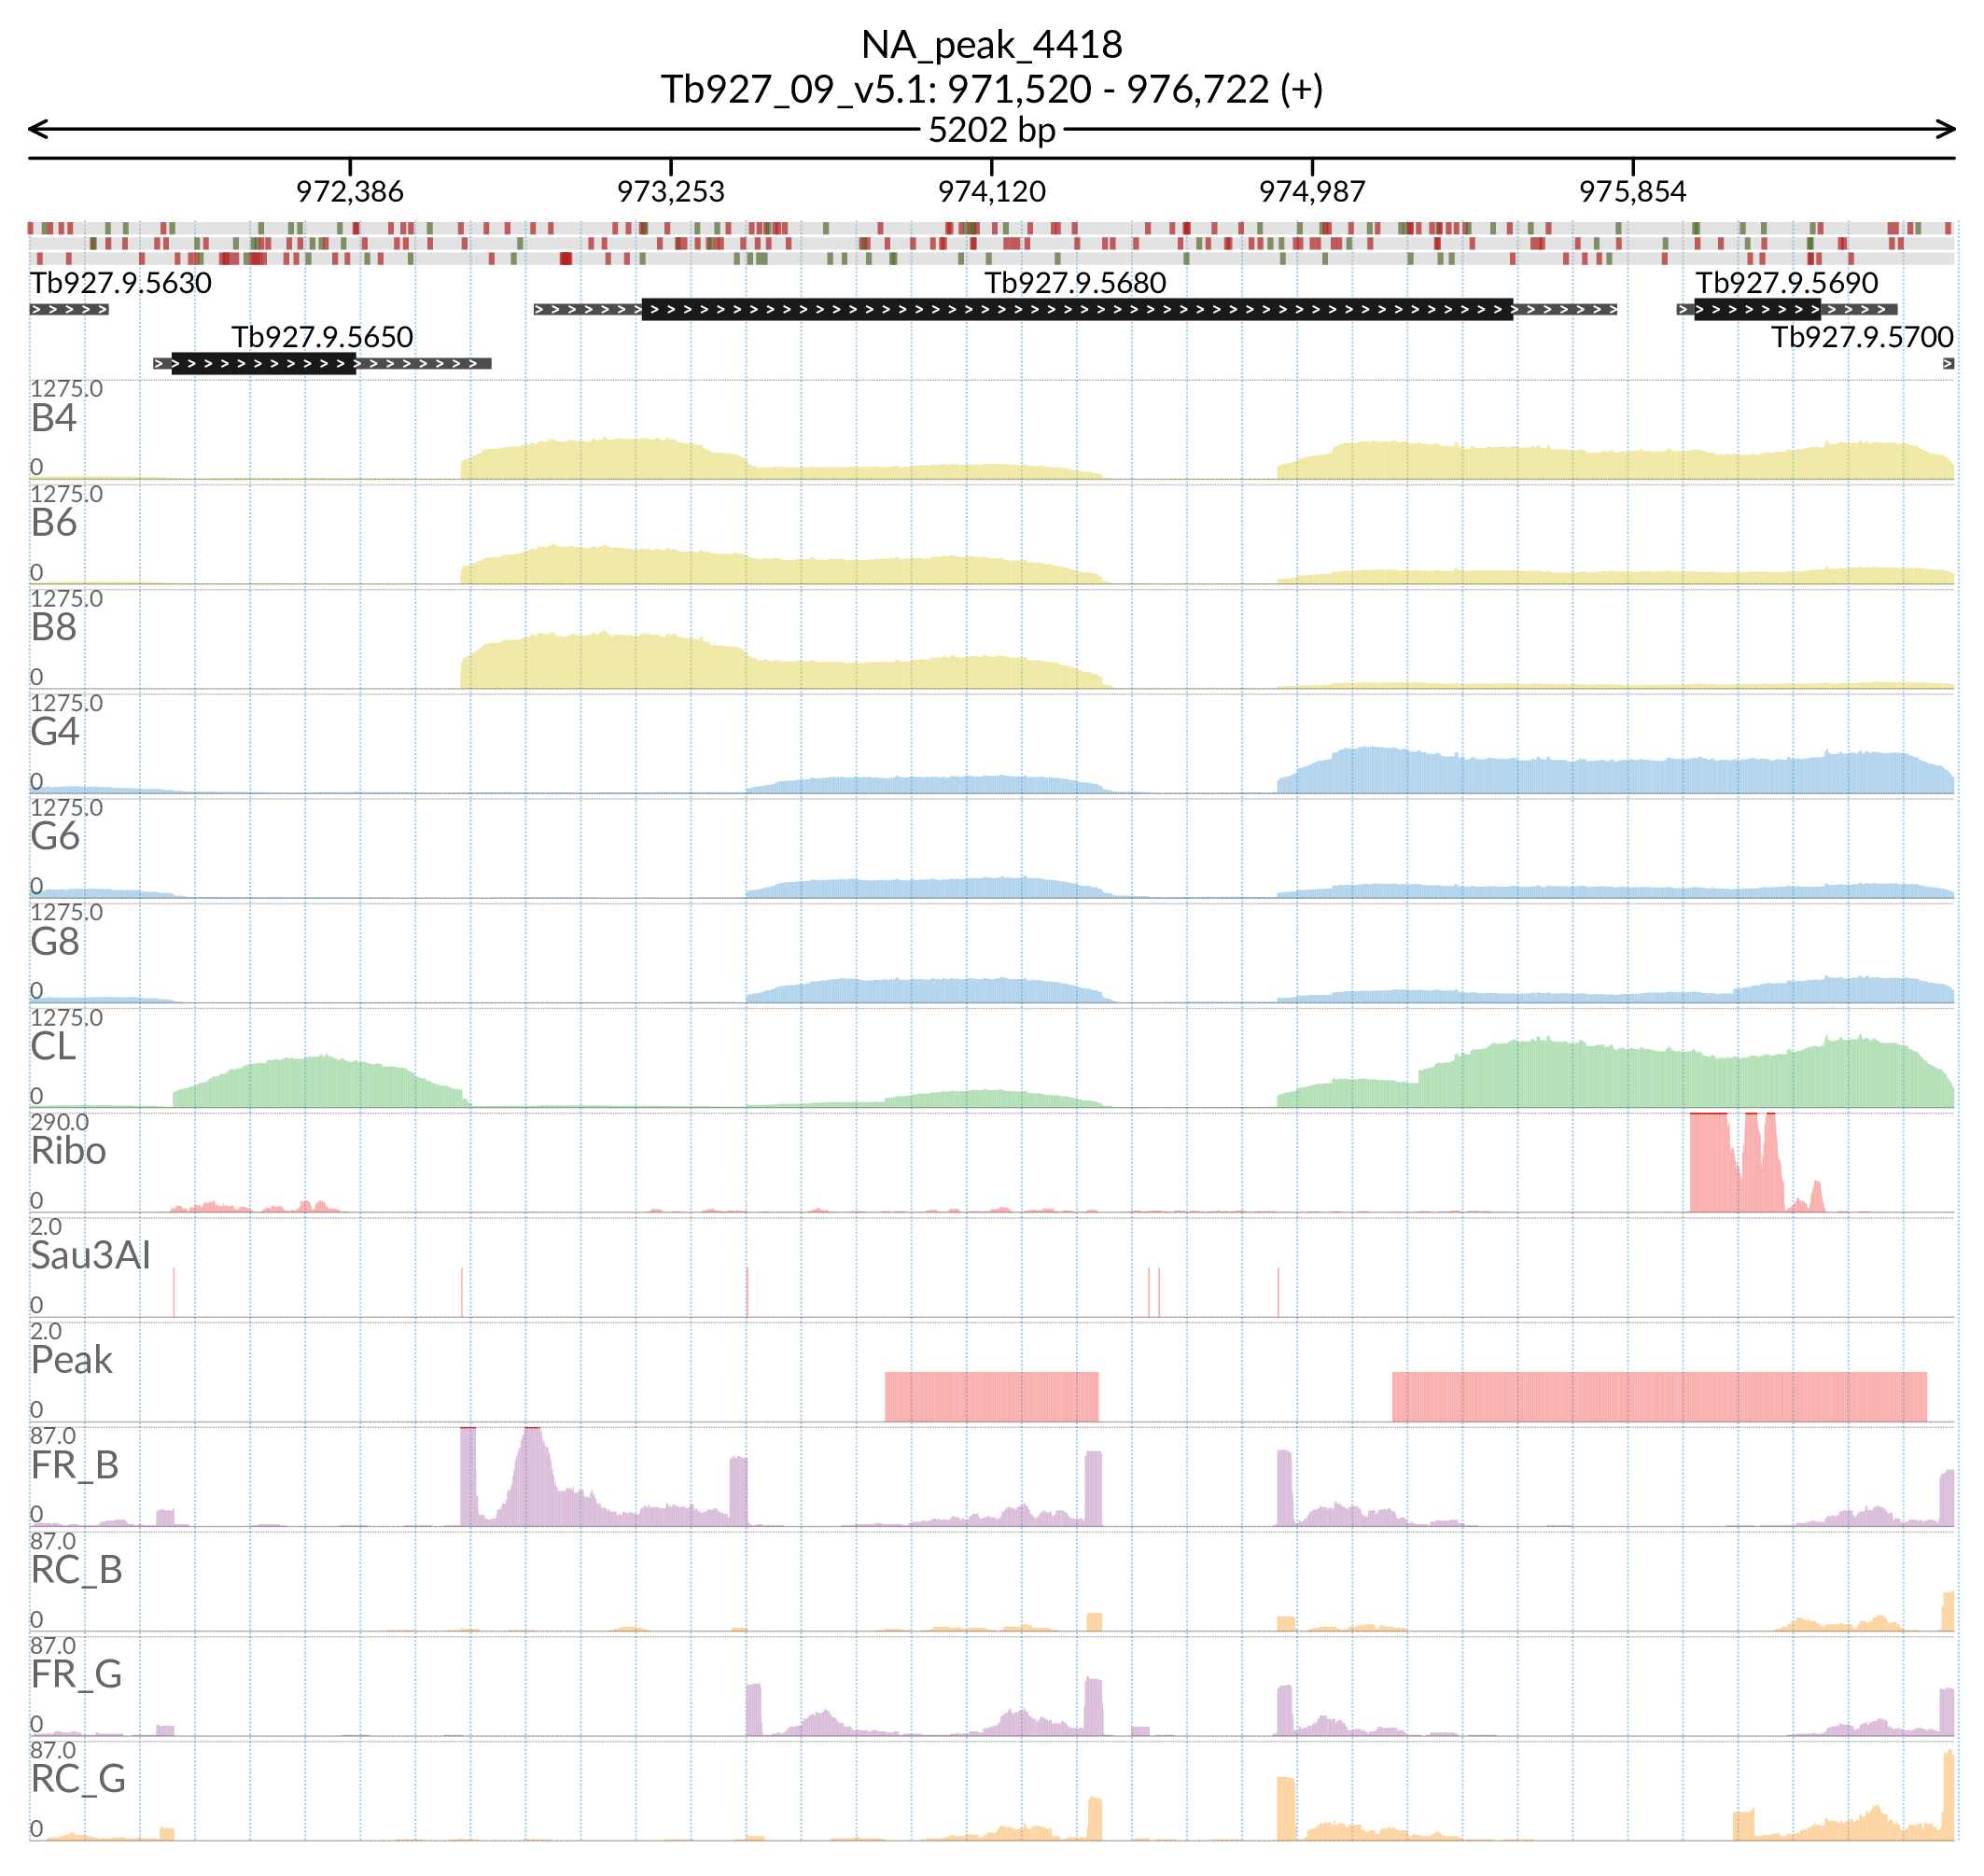 NA_peak_4418
Tb927_09_v5.1: 971,520 - 976,722 (+)
5202 bp
972,386 973,253 974,120 974,987 975,854
Tb927.9.5630 Tb927.9.5680 Tb927.9.5690
Tb927.9.5650 Tb927.9.5700
1275.0
B4
0
1275.0
B6
0
1275.0
B8
0
1275.0
G4
0
1275.0
G6
0
1275.0
G8
0
1275.0
CL
0
290.0
Ribo
0
2.0
Sau3AI
0
2.0
Peak
0
87.0
FR_B
0
87.0
RC_B
0
87.0
FR_G
0
87.0
RC_G
0